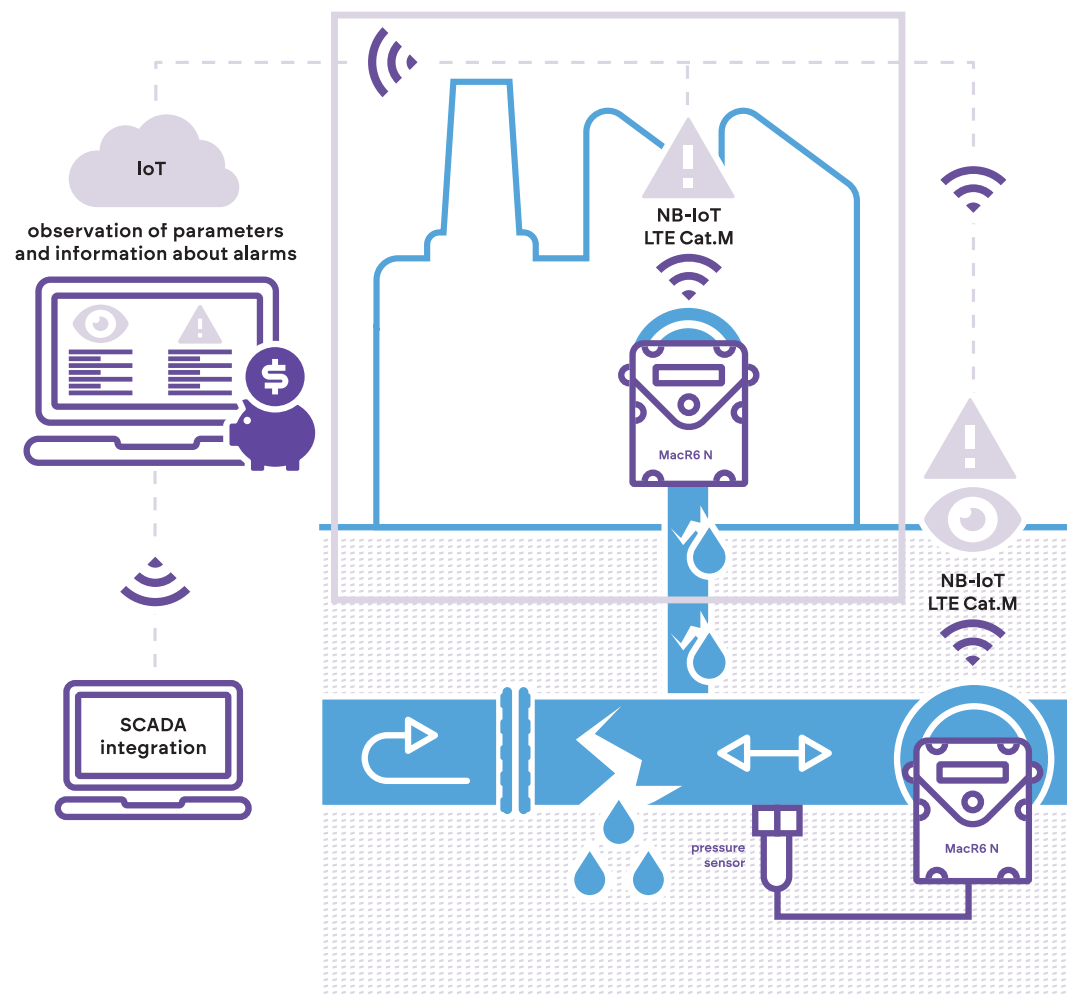 IoT
observation of parameters
and information about alarms
$
NB-IoT
LTE Cat.M
MacR6 N
NB-IoT
LTE Cat.M
SCADA
integration
pressure
sensor
MacR6 N